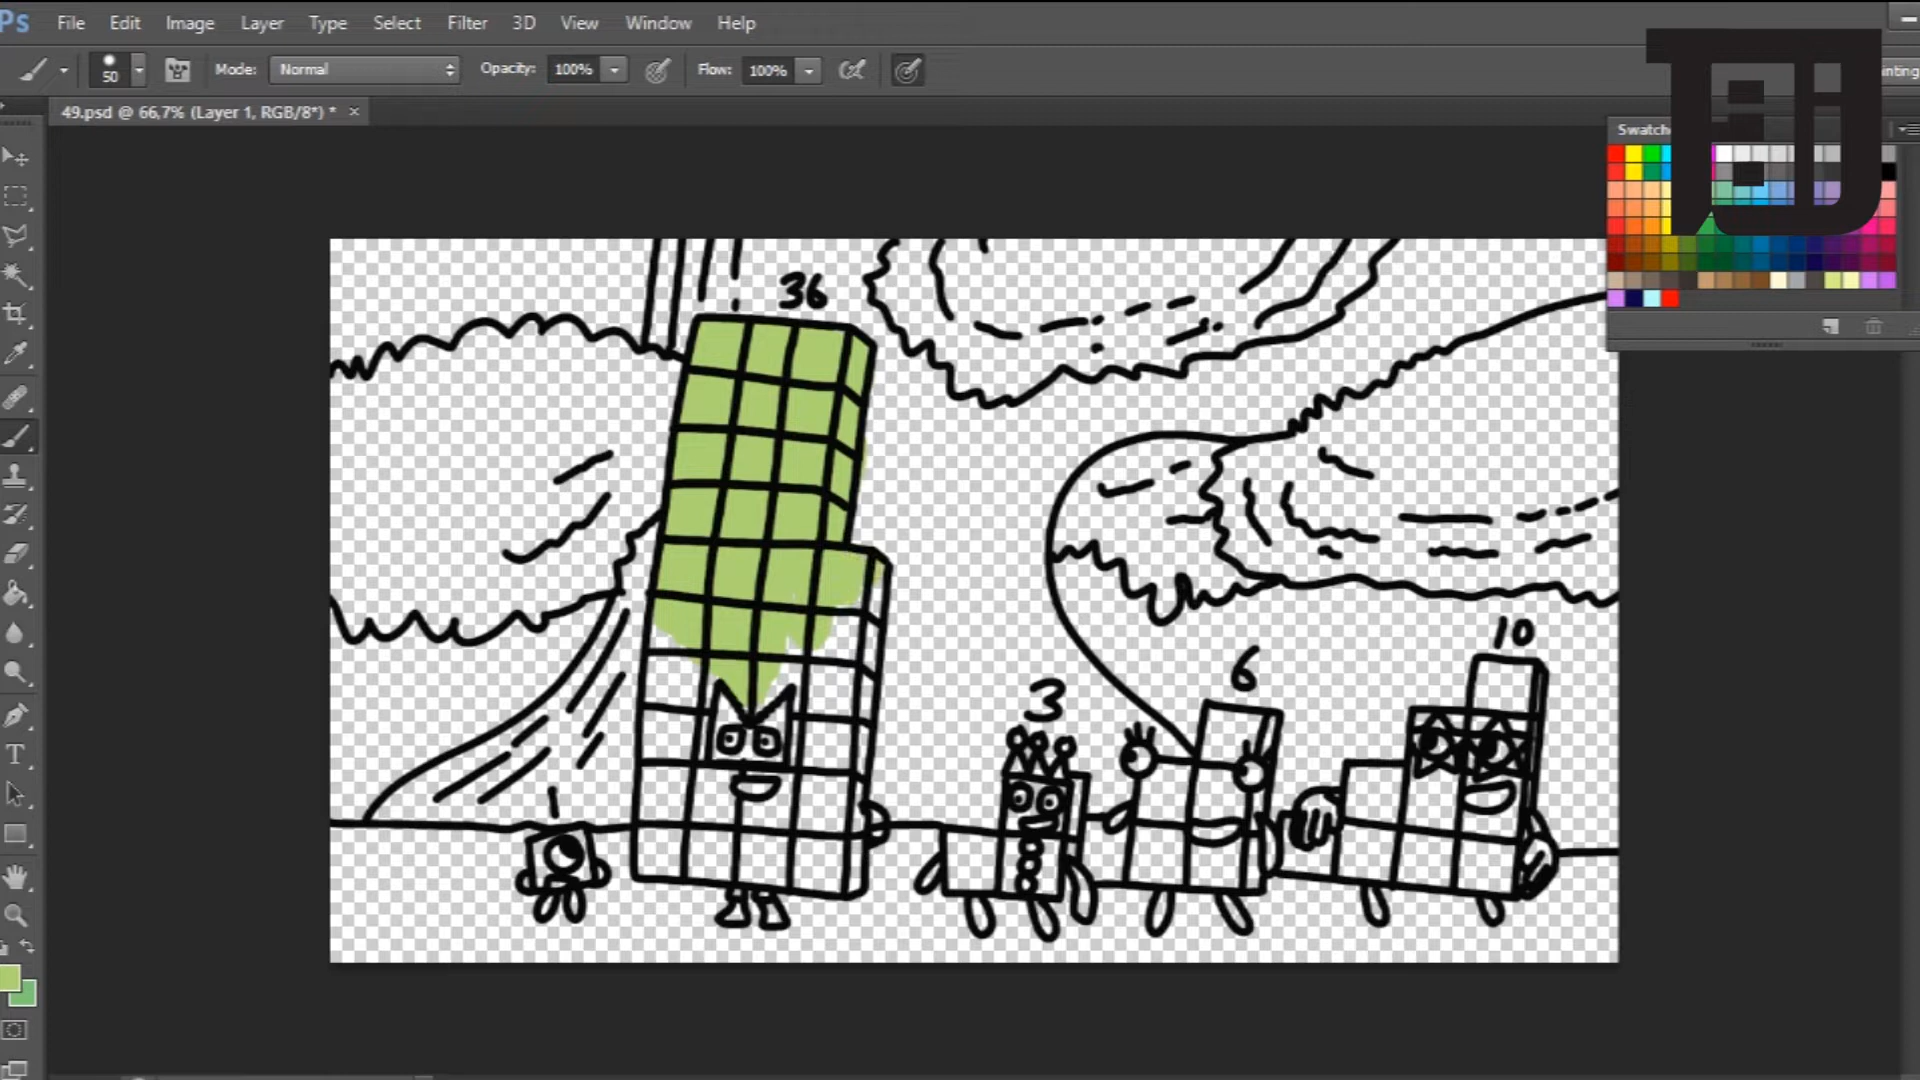 Ps File Edit Image Layer Type Select Filter 3D View Window Help
50 Mode: Normal Opacity: 100% Flow: 100%
49.psd @ 66,7% (Layer 1, RGB/8*) * ×
36
10
6
3
1
T